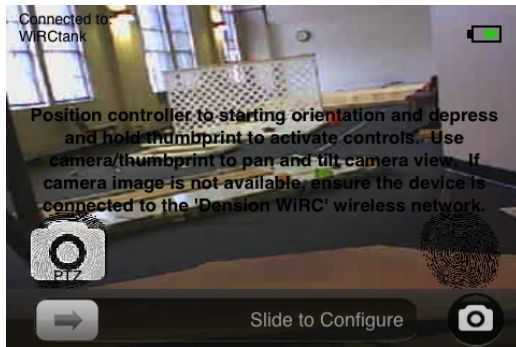 Connected to:
WiRCtank
Position controller to starting orientation and depress
and hold thumbprint to activate controls.. Use
camera/thumbprint to pan and tilt camera view. If
camera image is not available, ensure the device is
connected to the 'Dension WiRC' wireless network.
PTZ
Slide to Configure